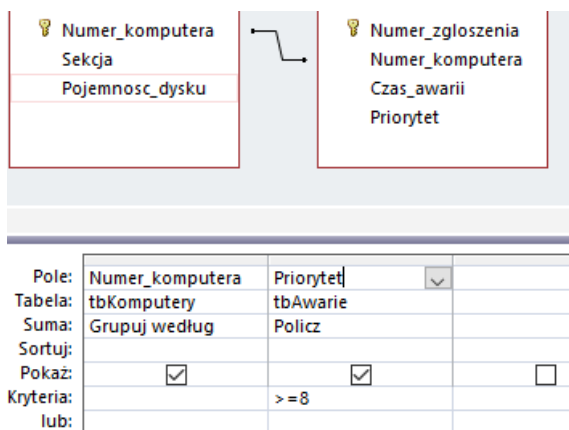 Numer_komputera
Sekcja
Pojemnosc_dysku
Numer_zgloszenia
Numer_komputera
Czas_awarii
Priorytet
Pole: Numer_komputera Priorytet
Tabela: tbKomputery tbAwarie
Suma: Grupuj według Policz
Sortuj:
Pokaż:
Kryteria: >=8
lub: